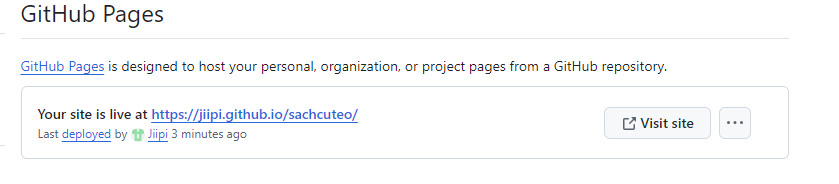 GitHub Pages
GitHub Pages is designed to host your personal, organization, or project pages from a GitHub repository.
Your site is live at https://jiipi.github.io/sachcuteo/
Last deployed by Jiipi 3 minutes ago
Visit site